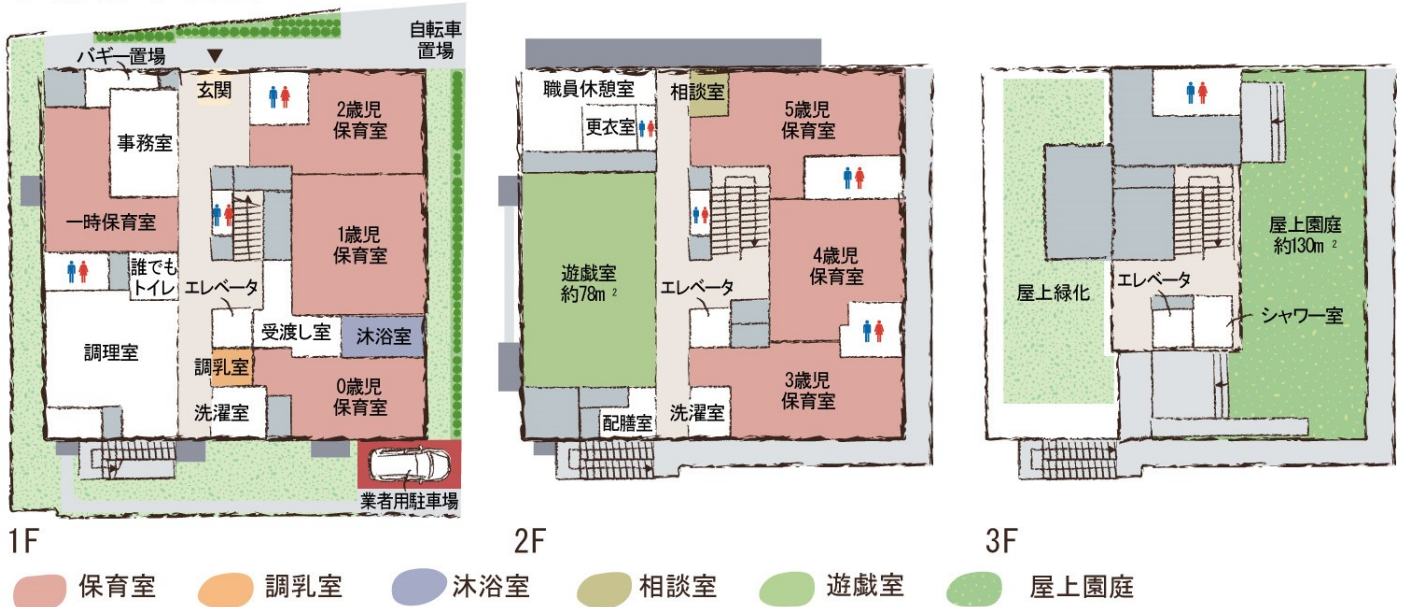 自転車
置場
バギー置場
玄関
2歳児
保育室
事務室
一時保育室
1歳児
保育室
誰でも
トイレ
エレベータ
受渡し室
沐浴室
調理室
調乳室
0歳児
保育室
洗濯室
業者用駐車場
1F
職員休憩室
相談室
5歳児
保育室
更衣室
遊戯室
約78m²
4歳児
保育室
エレベータ
3歳児
保育室
配膳室
洗濯室
2F
屋上園庭
約130m²
屋上緑化
エレベータ
シャワー室
3F
保育室
調乳室
沐浴室
相談室
遊戯室
屋上園庭